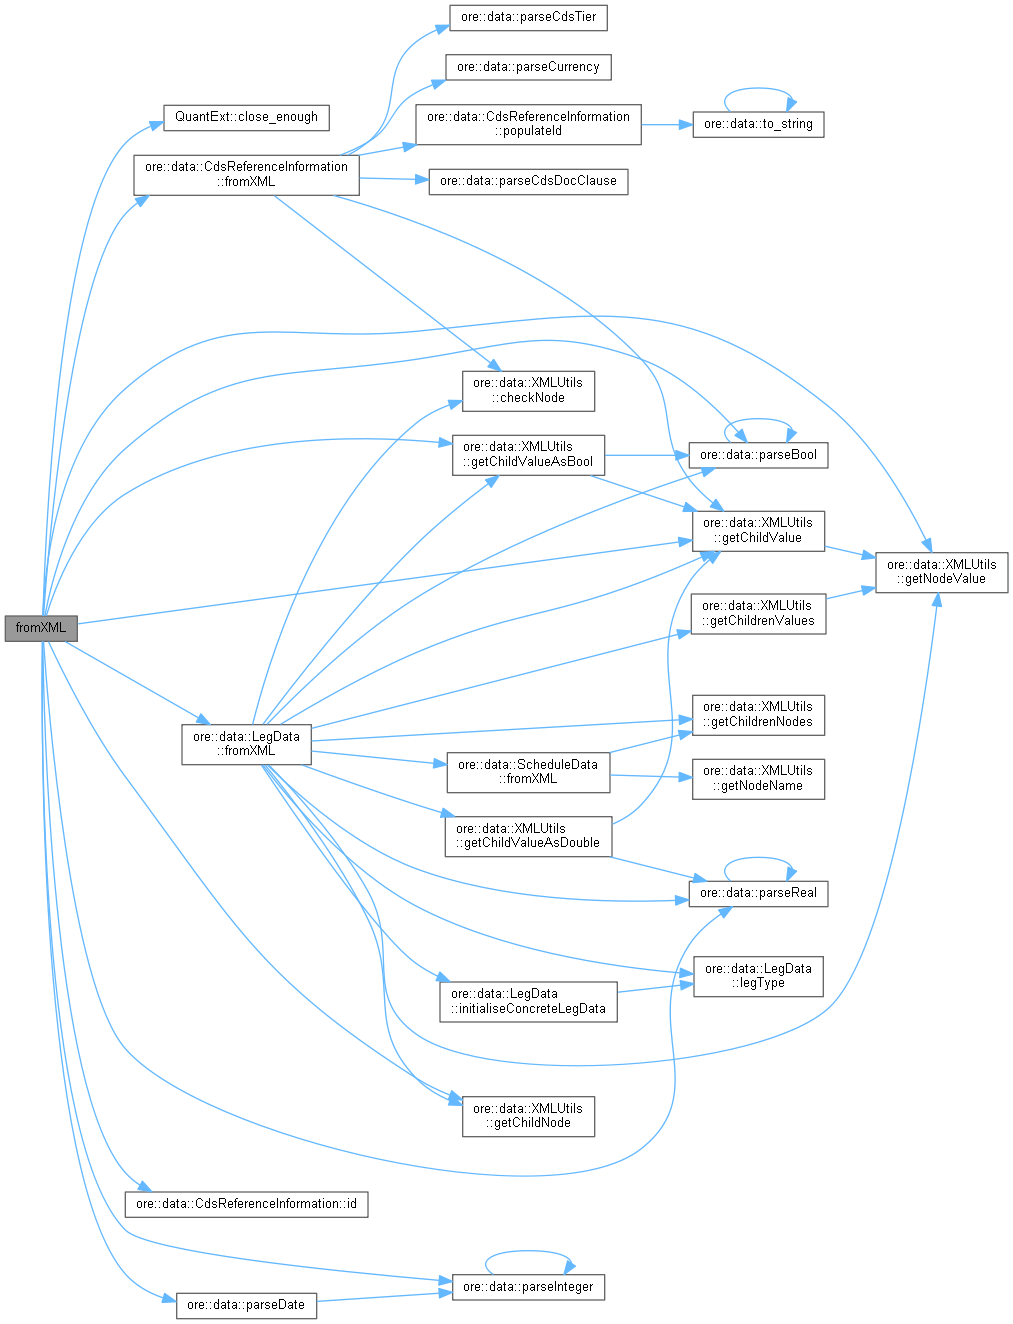 ore::data::parseCdsTier
ore::data::parseCurrency
QuantExt::close_enough
ore::data::CdsReferenceInformation
::populateId
ore::data::to_string
ore::data::CdsReferenceInformation
::fromXML
ore::data::parseCdsDocClause
ore::data::XMLUtils
::checkNode
ore::data::XMLUtils
::getChildValueAsBool
ore::data::parseBool
ore::data::XMLUtils
::getChildValue
ore::data::XMLUtils
::getNodeValue
fromXML
ore::data::XMLUtils
::getChildrenValues
ore::data::LegData
::fromXML
ore::data::XMLUtils
::getChildrenNodes
ore::data::ScheduleData
::fromXML
ore::data::XMLUtils
::getNodeName
ore::data::XMLUtils
::getChildValueAsDouble
ore::data::parseReal
ore::data::LegData
::legType
ore::data::LegData
::initialiseConcreteLegData
ore::data::XMLUtils
::getChildNode
ore::data::CdsReferenceInformation::id
ore::data::parseInteger
ore::data::parseDate